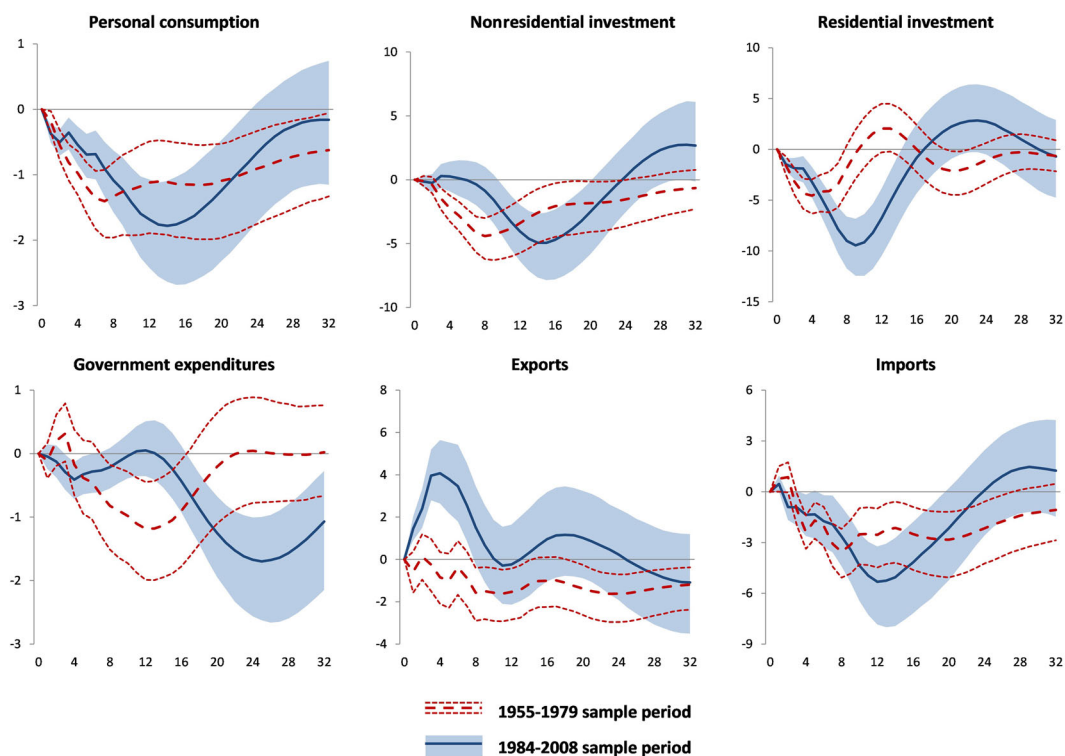 Personal consumption
Nonresidential investment
Residential investment
1
0
-1
-2
-3
0 4 8 12 16 20 24 28 32
10
5
0
-5
-10
0 4 8 12 16 20 24 28 32
10
5
0
-5
-10
-15
0 4 8 12 16 20 24 28 32
Government expenditures
Exports
Imports
1
0
-1
-2
-3
0 4 8 12 16 20 24 28 32
8
6
4
2
0
-2
-4
0 4 8 12 16 20 24 28 32
6
3
0
-3
-6
-9
0 4 8 12 16 20 24 28 32
1955-1979 sample period
1984-2008 sample period